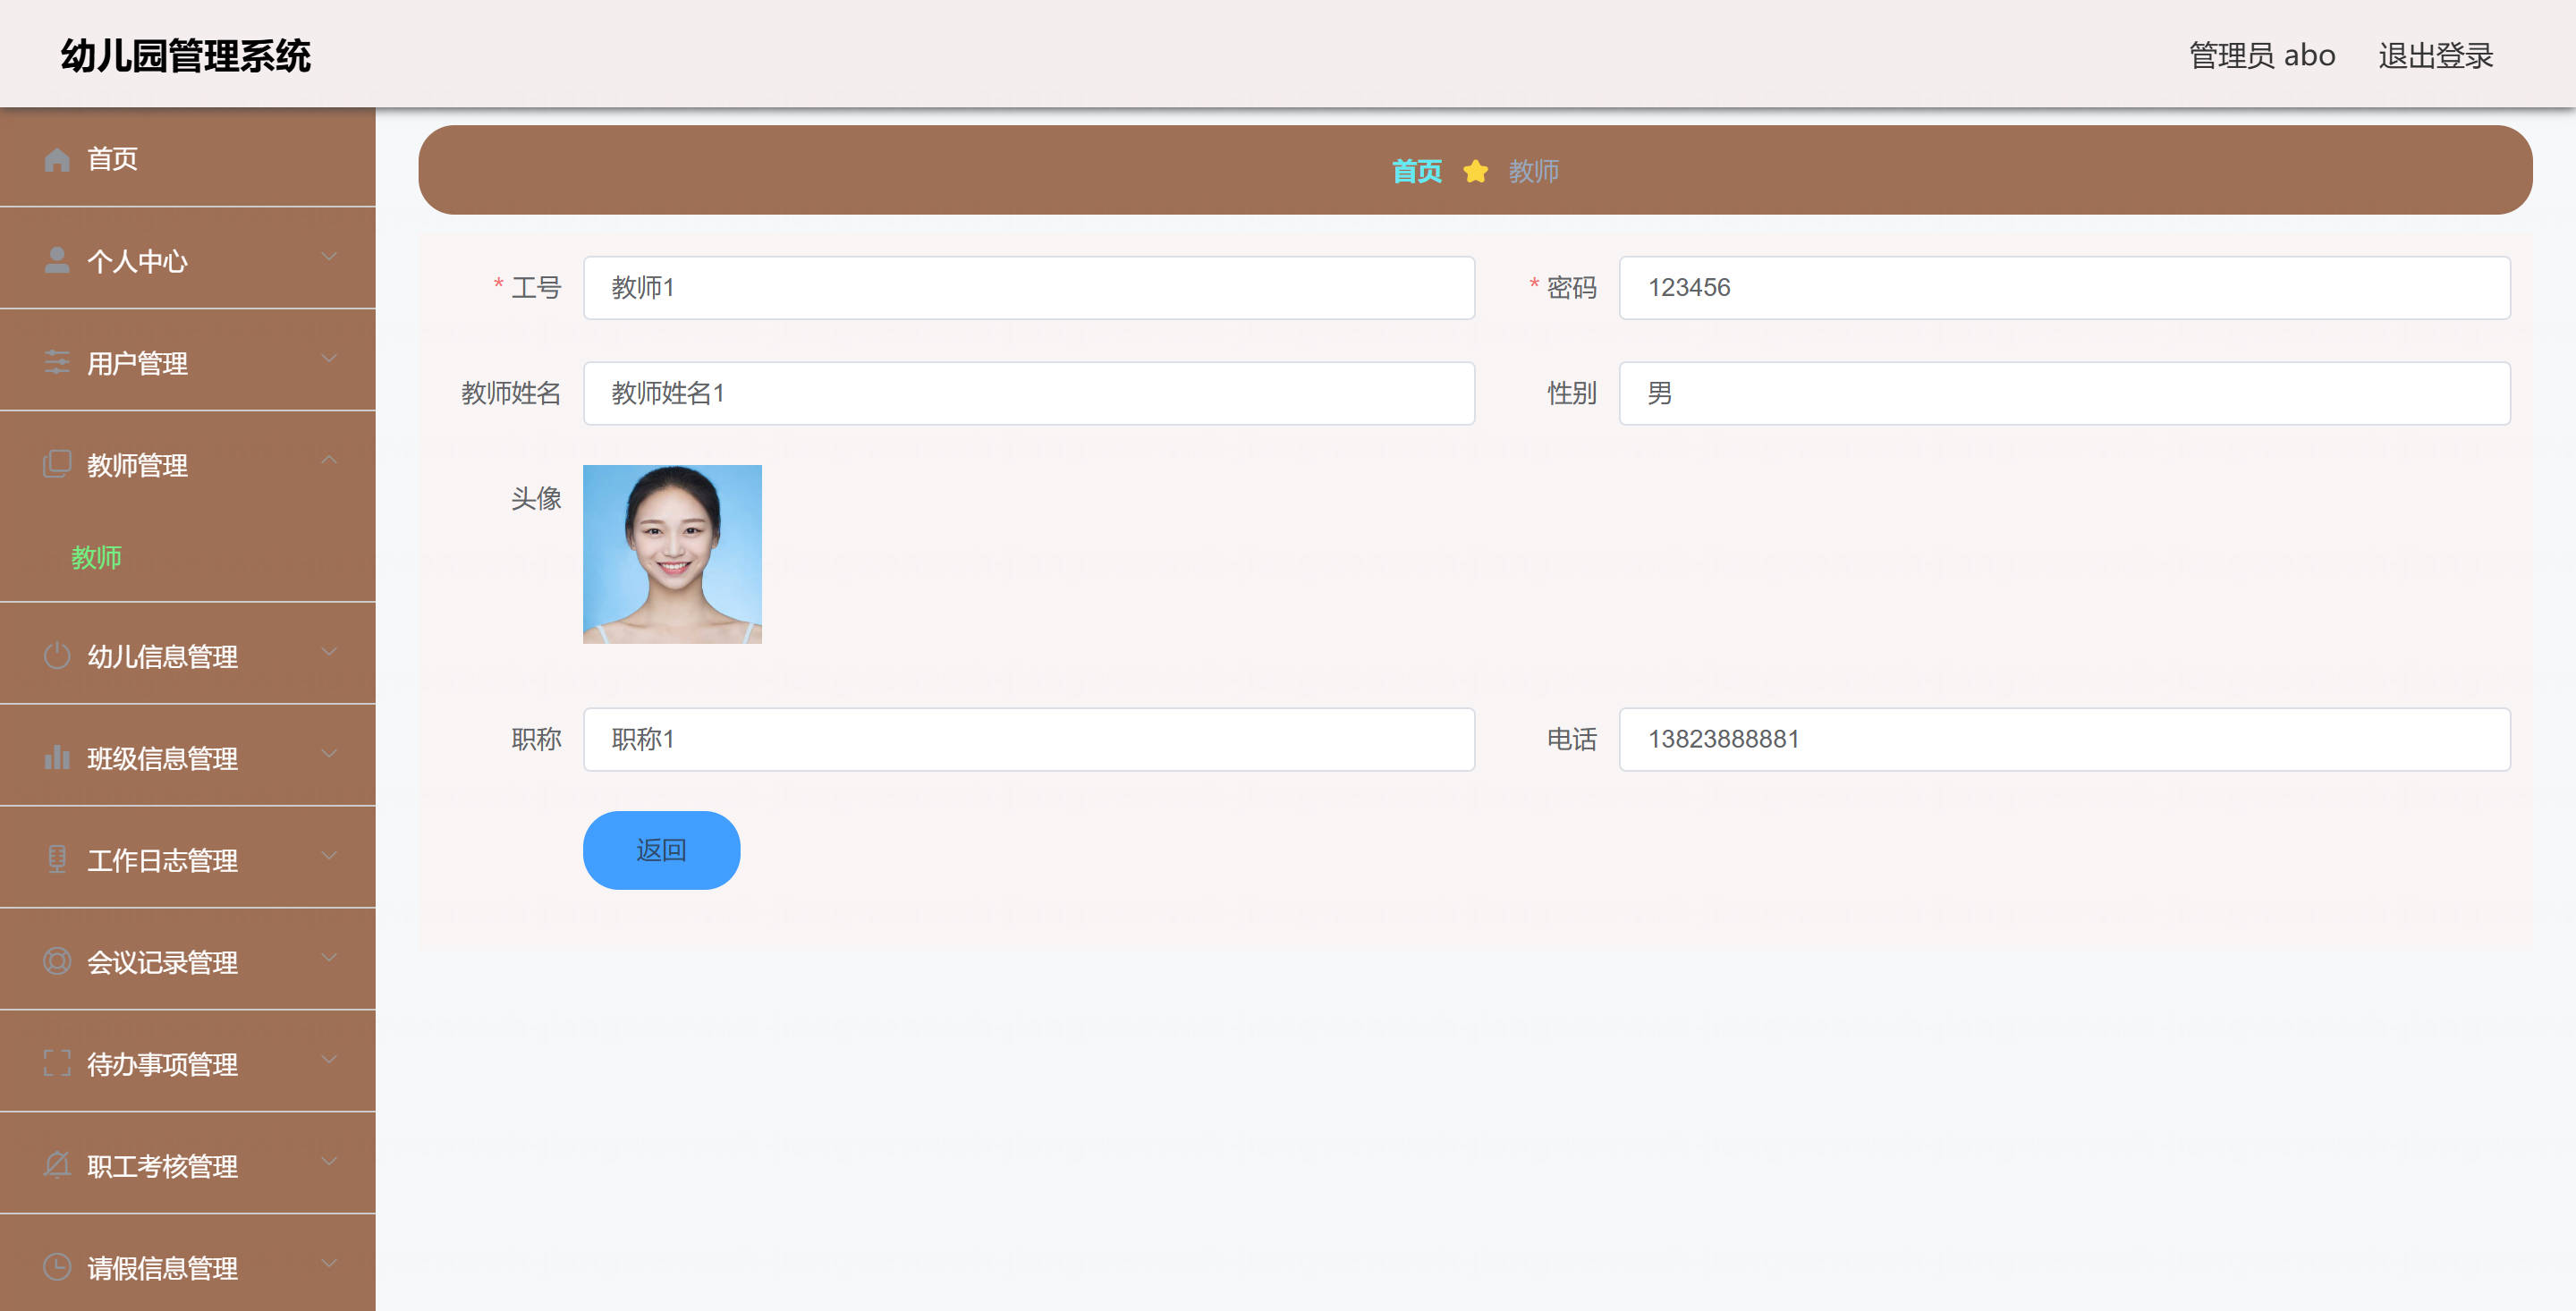 幼儿园管理系统
管理员 abo 退出登录
首页
个人中心
用户管理
教师管理
教师
幼儿信息管理
班级信息管理
工作日志管理
会议记录管理
待办事项管理
职工考核管理
请假信息管理
首页 教师
* 工号 教师1 * 密码 123456
教师姓名 教师姓名1 性别 男
头像
职称 职称1 电话 13823888881
返回